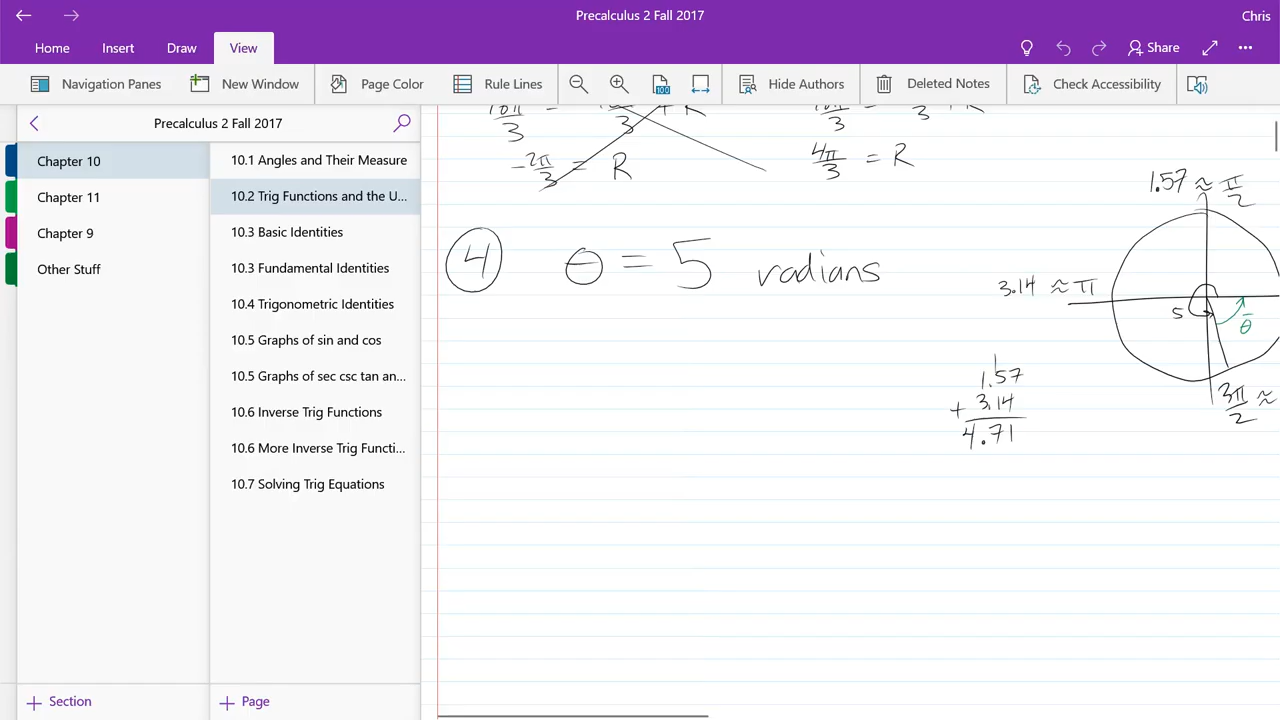 Precalculus 2 Fall 2017
Chris
Home Insert Draw View
Share
Navigation Panes New Window Page Color Rule Lines Hide Authors Deleted Notes Check Accessibility
Precalculus 2 Fall 2017
Chapter 10
Chapter 11
Chapter 9
Other Stuff
10.1 Angles and Their Measure
10.2 Trig Functions and the U...
10.3 Basic Identities
10.3 Fundamental Identities
10.4 Trigonometric Identities
10.5 Graphs of sin and cos
10.5 Graphs of sec csc tan an...
10.6 Inverse Trig Functions
10.6 More Inverse Trig Functi...
10.7 Solving Trig Equations
+ Section
+ Page
-2π/3 = R
4π/3 = R
4 θ = 5 radians
1.57 ≈ π/2
3.14 ≈ π
5
θ̄
3π/2 ≈
1
1.57
+ 3.14
4.71